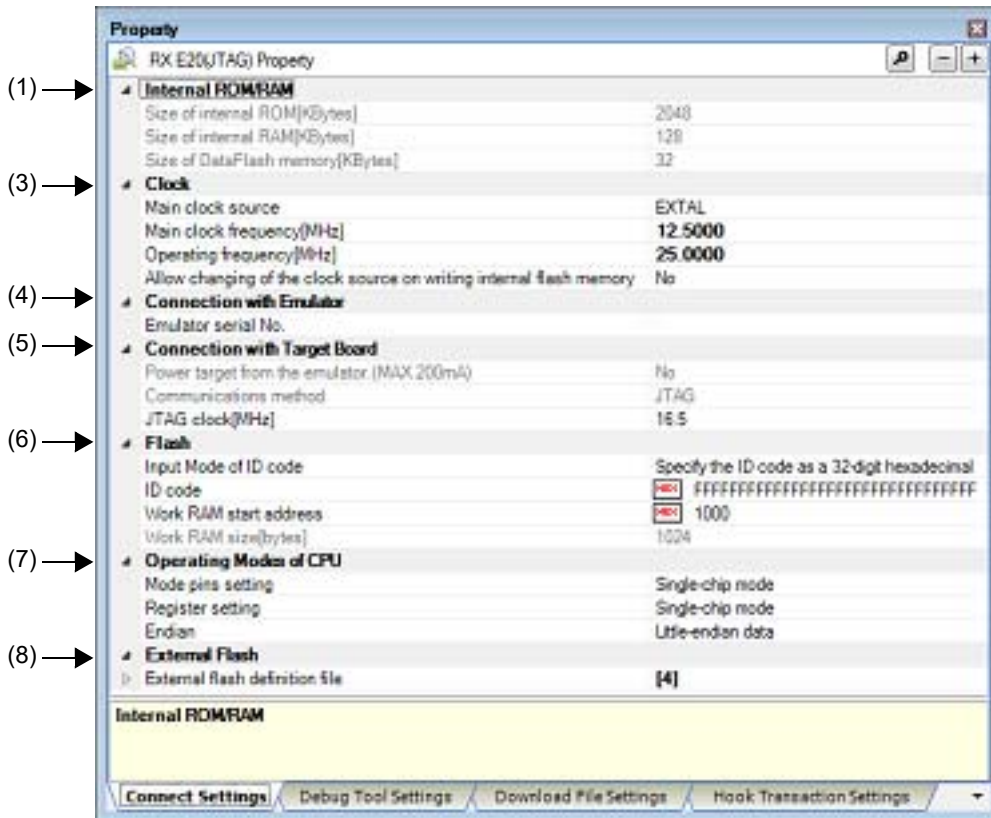 Property
RX E20(JTAG) Property
(1) Internal ROM/RAM
Size of internal ROM[KBytes] 2048
Size of internal RAM[KBytes] 128
Size of DataFlash memory[KBytes] 32
(3) Clock
Main clock source EXTAL
Main clock frequency[MHz] 12.5000
Operating frequency[MHz] 25.0000
Allow changing of the clock source on writing internal flash memory No
(4) Connection with Emulator
Emulator serial No.
(5) Connection with Target Board
Power target from the emulator.(MAX 200mA) No
Communications method JTAG
JTAG clock[MHz] 16.5
(6) Flash
Input Mode of ID code Specify the ID code as a 32-digit hexadecimal
ID code HEX FFFFFFFFFFFFFFFFFFFFFFFFFFFFFFFF
Work RAM start address HEX 1000
Work RAM size[bytes] 1024
(7) Operating Modes of CPU
Mode pins setting Single-chip mode
Register setting Single-chip mode
Endian Little-endian data
(8) External Flash
External flash definition file [4]
Internal ROM/RAM
Connect Settings Debug Tool Settings Download File Settings Hook Transaction Settings